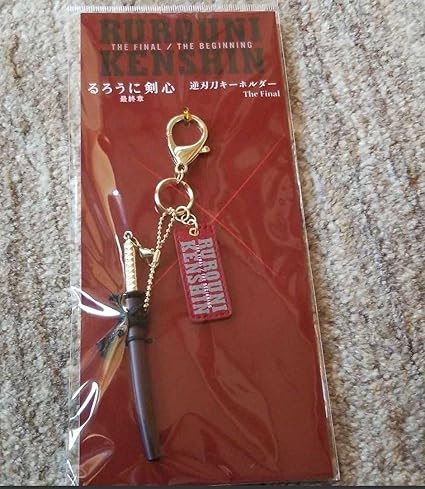 RUROUNI
THE FINAL / THE BEGINNING
KENSHIN
るろうに剣心
最終章
逆刃刀キーホルダー
The Final
RUROUNI
KENSHIN